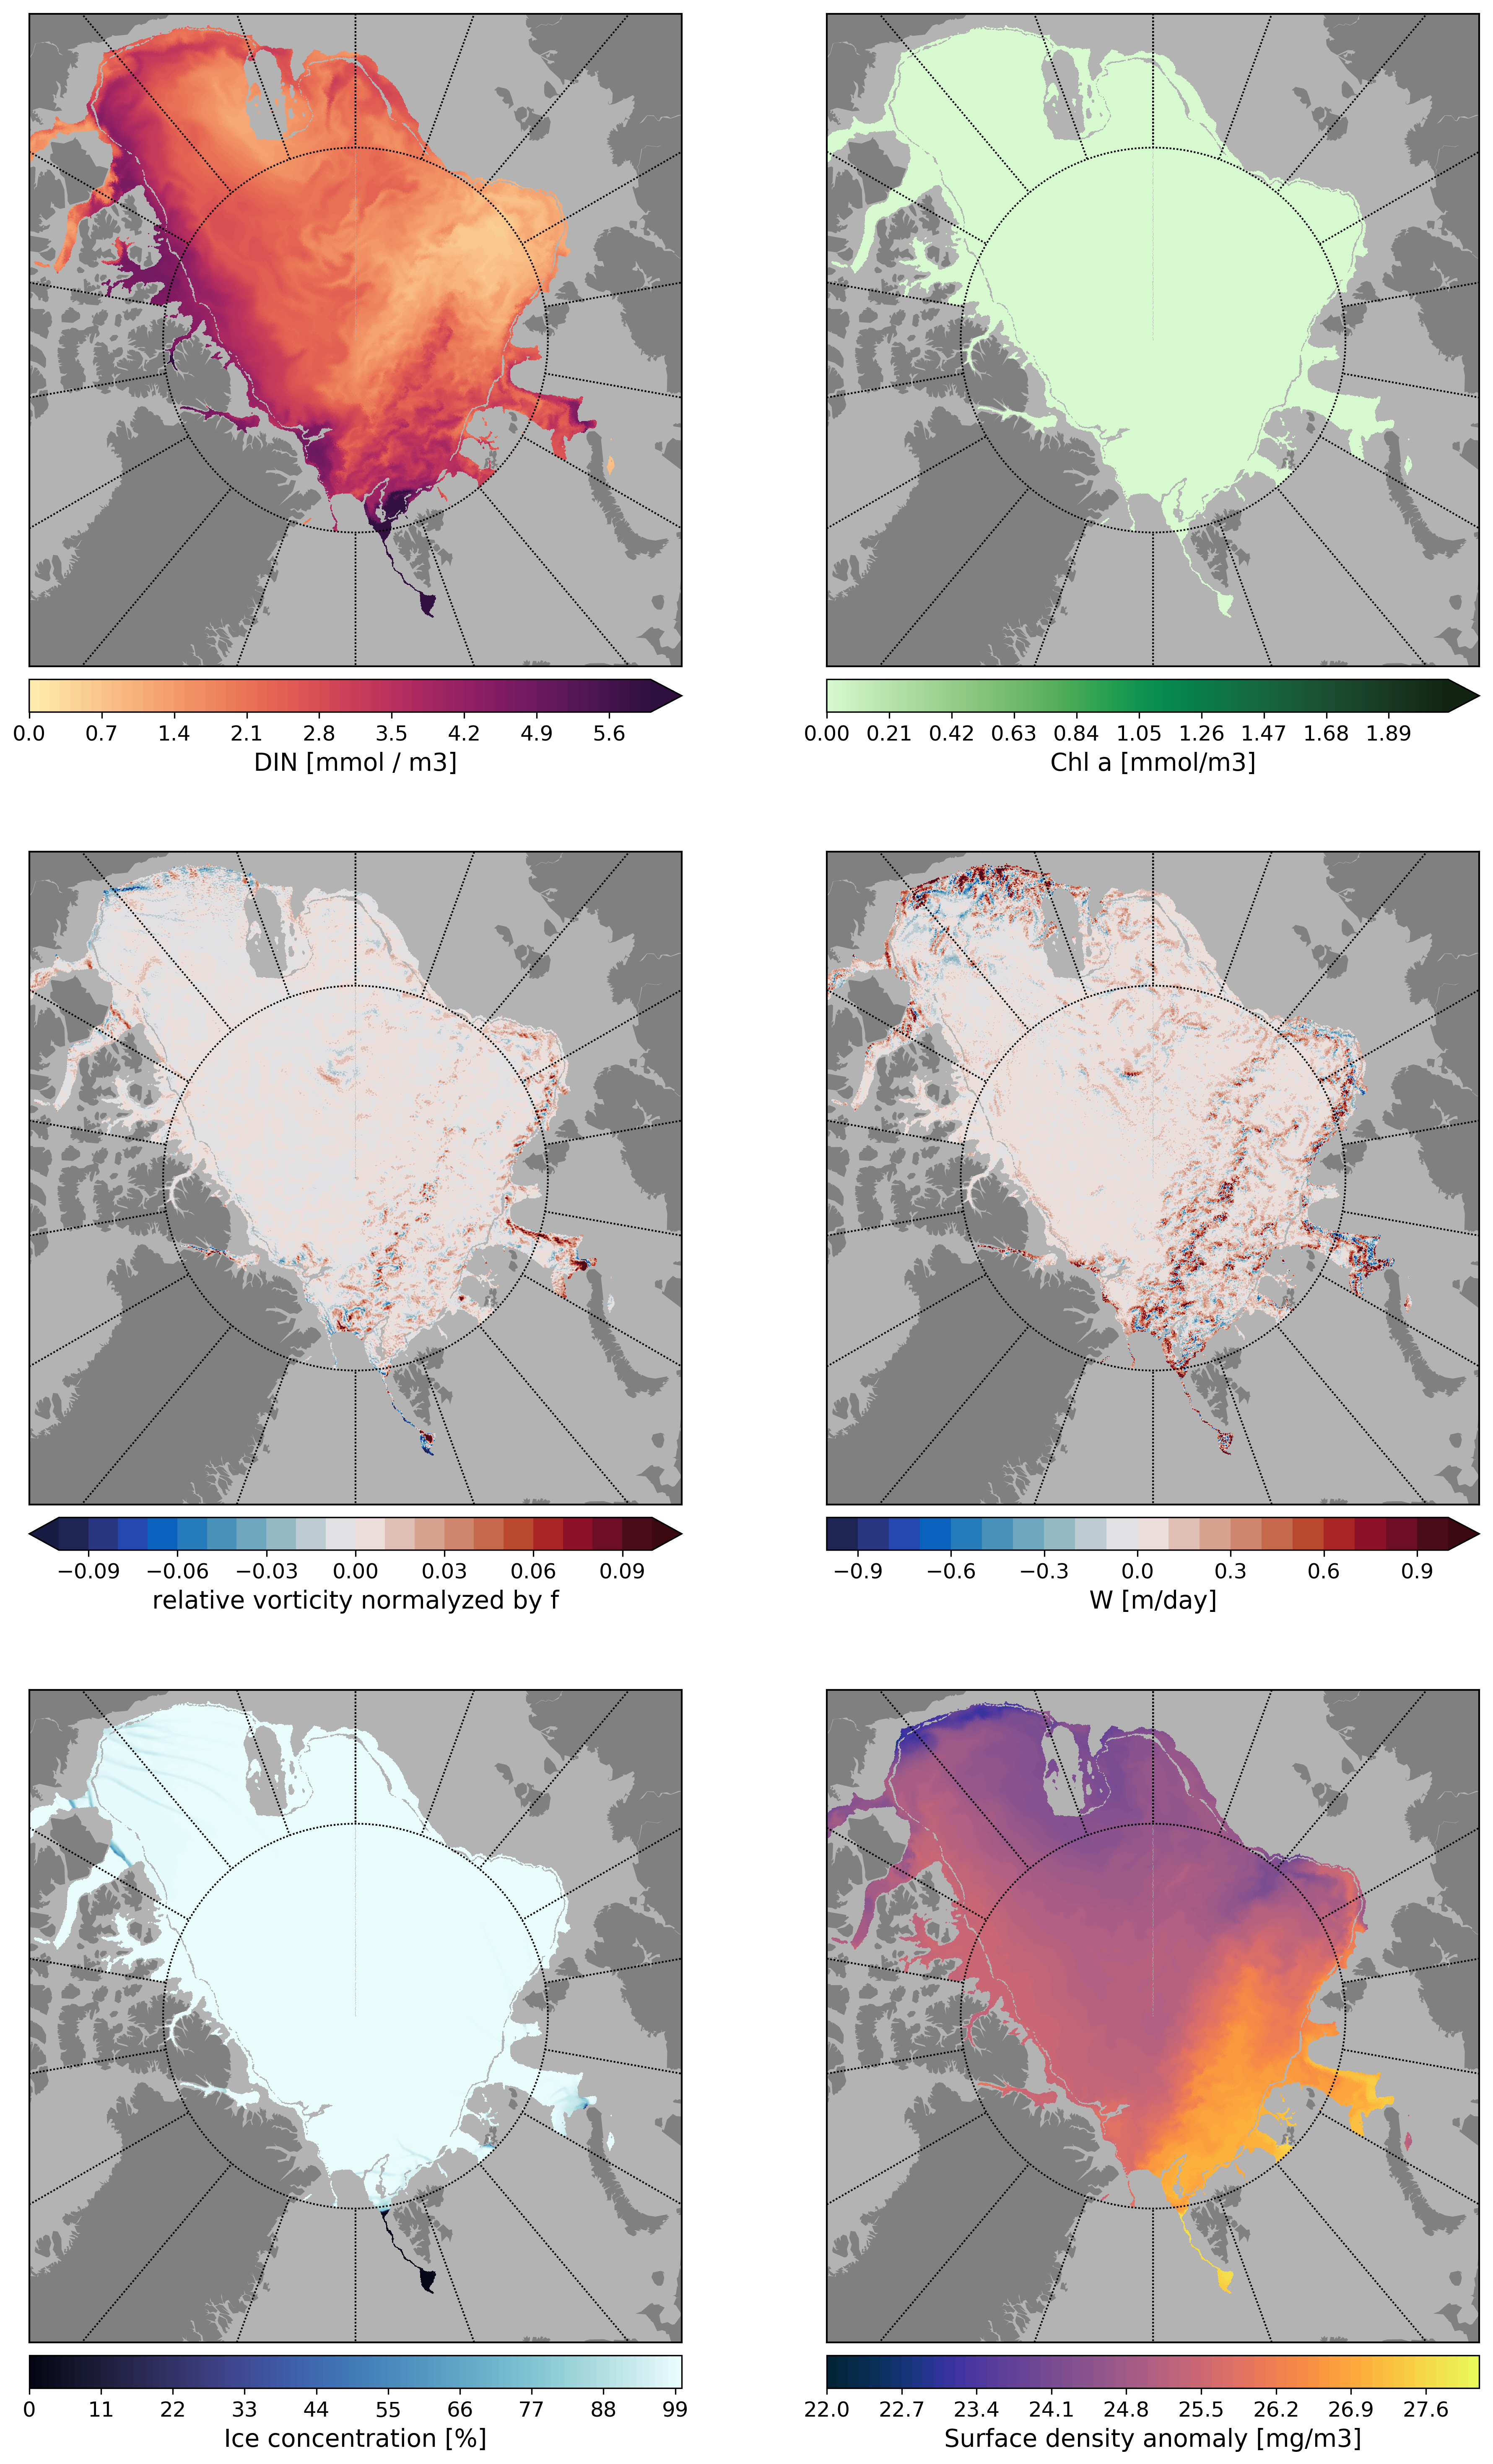 0.0 0.7 1.4 2.1 2.8 3.5 4.2 4.9 5.6
DIN [mmol / m3]
0.00 0.21 0.42 0.63 0.84 1.05 1.26 1.47 1.68 1.89
Chl a [mmol/m3]
−0.09 −0.06 −0.03 0.00 0.03 0.06 0.09
relative vorticity normalyzed by f
−0.9 −0.6 −0.3 0.0 0.3 0.6 0.9
W [m/day]
0 11 22 33 44 55 66 77 88 99
Ice concentration [%]
22.0 22.7 23.4 24.1 24.8 25.5 26.2 26.9 27.6
Surface density anomaly [mg/m3]